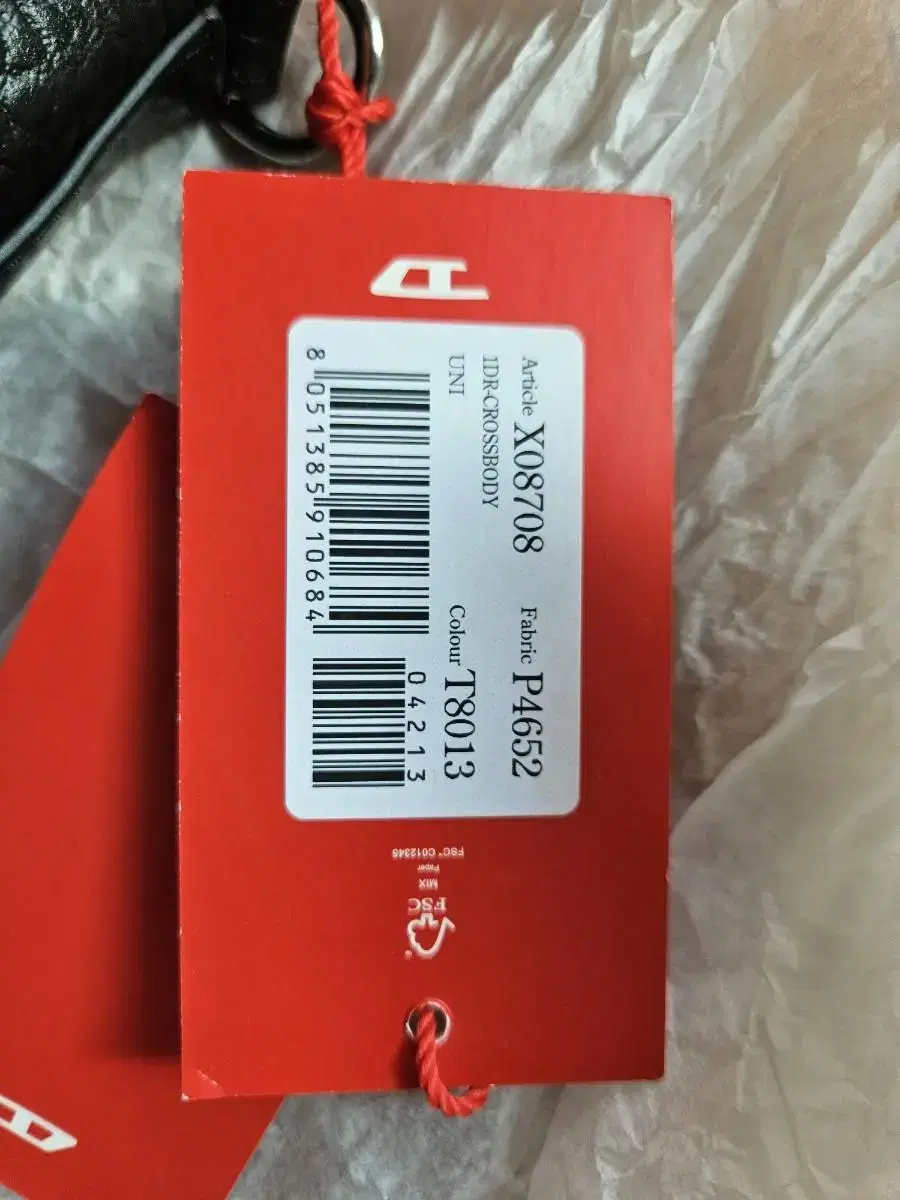 Article X08708 Fabric P4652
1DR-CROSSBODY
UNI Colour T8013
04213
8 051385 910684
FSC
MIX
Paper
FSC® C012345